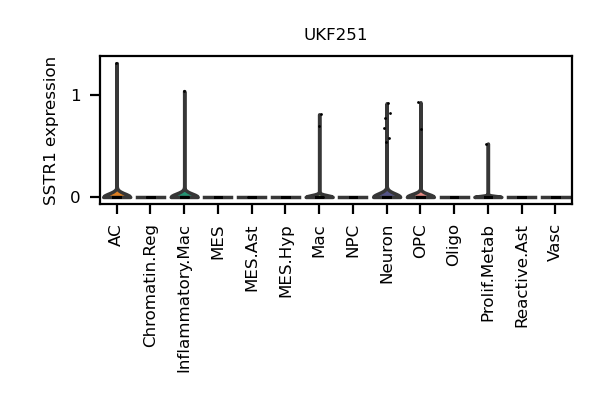 UKF251
SSTR1 expression
1
0
AC
Chromatin.Reg
Inflammatory.Mac
MES
MES.Ast
MES.Hyp
Mac
NPC
Neuron
OPC
Oligo
Prolif.Metab
Reactive.Ast
Vasc